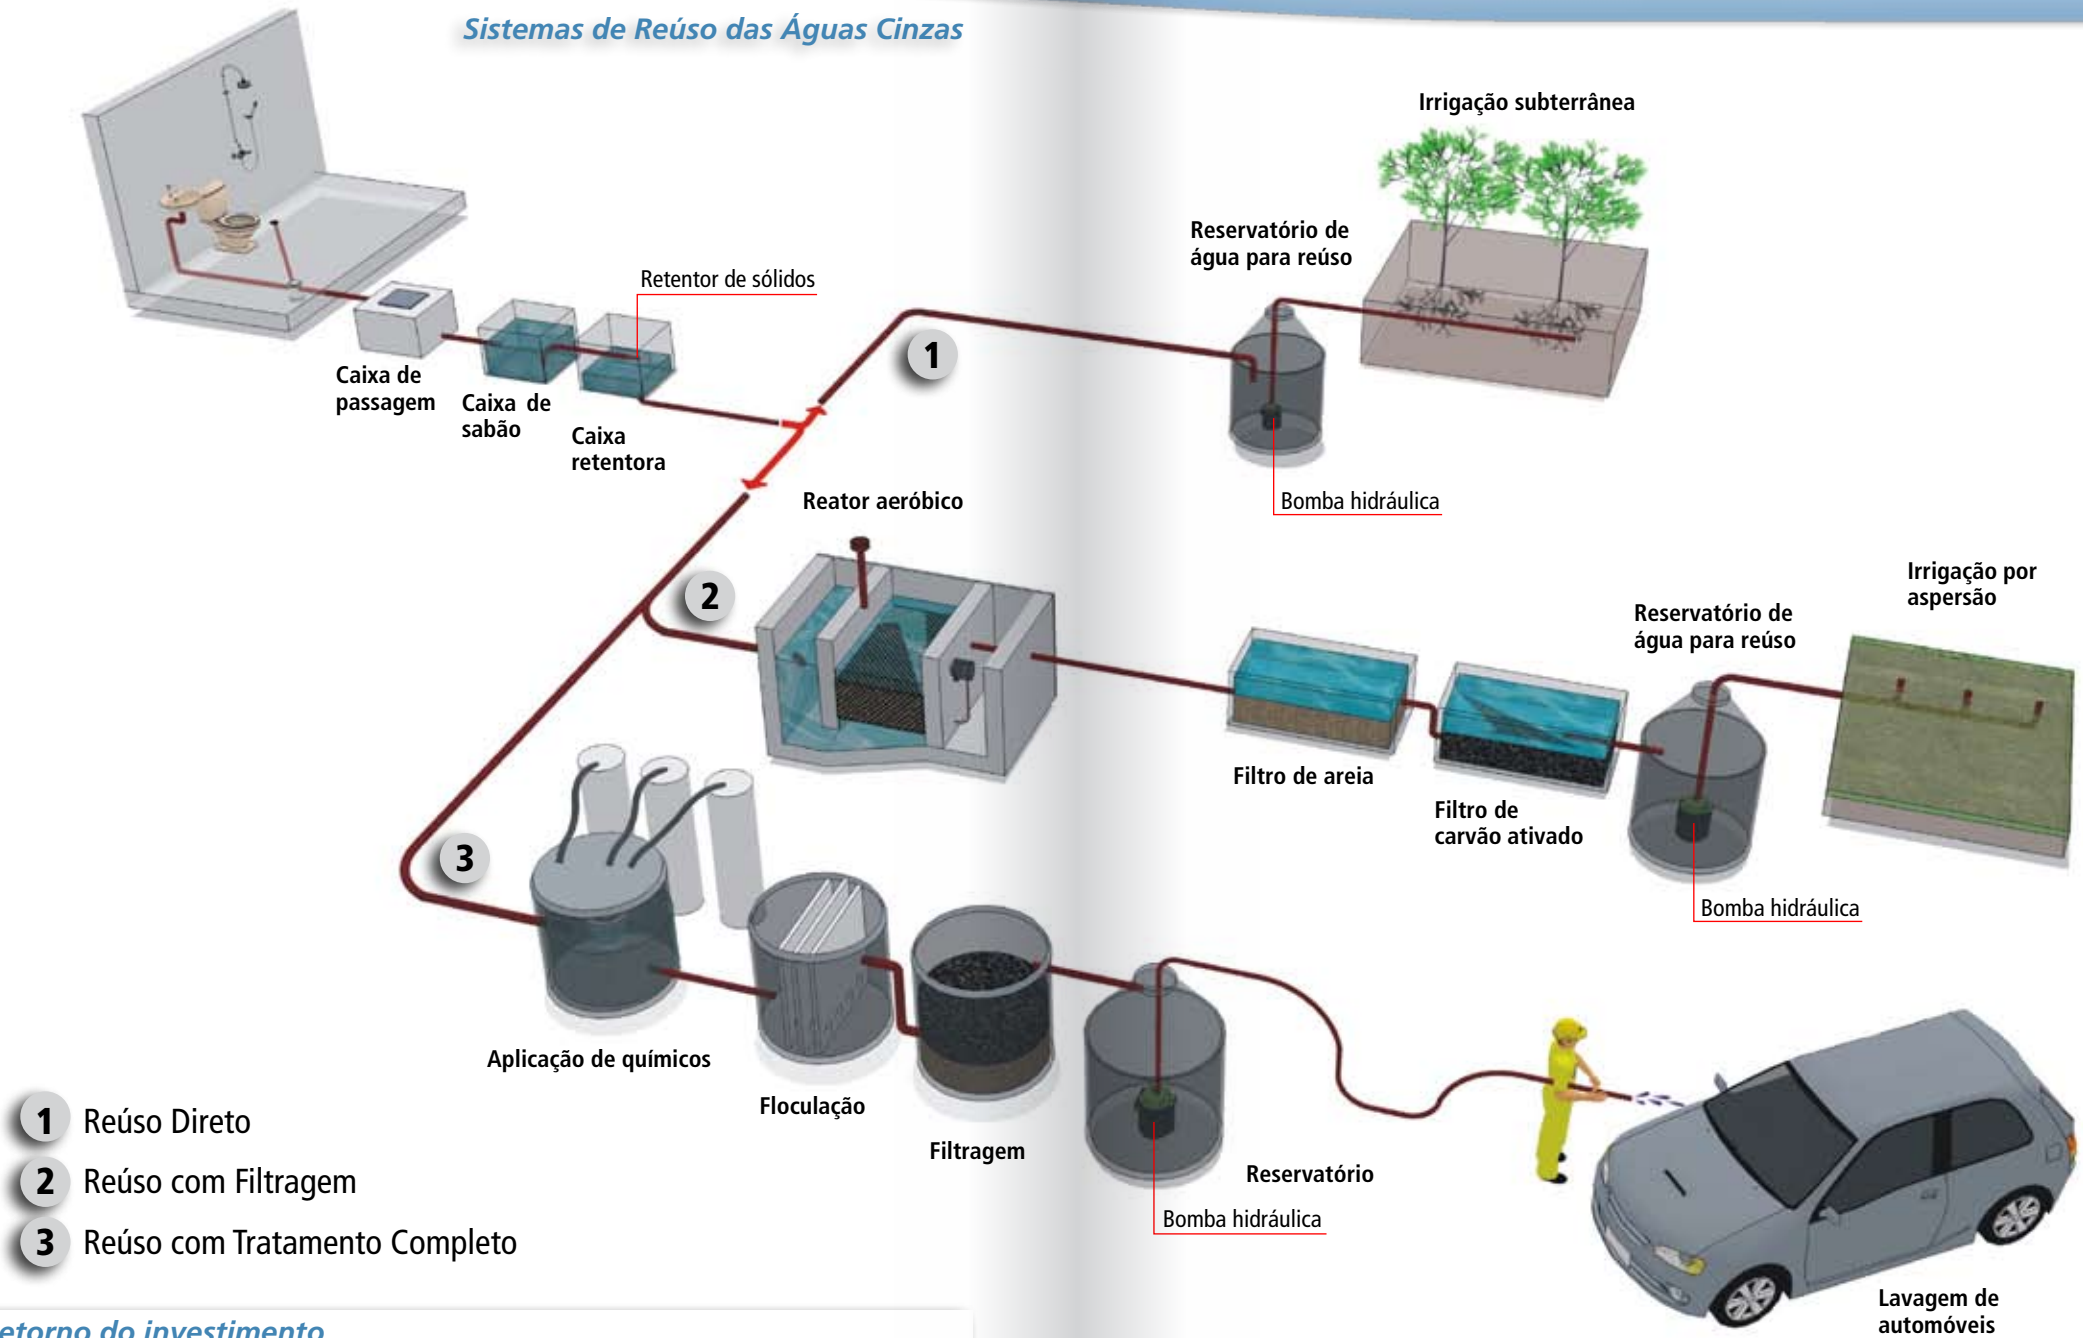 Sistemas de Reúso das Águas Cinzas
Irrigação subterrânea
Reservatório de
água para reúso
Retentor de sólidos
1
Caixa de
passagem
Caixa de
sabão
Caixa
retentora
Bomba hidráulica
Reator aeróbico
2
Irrigação por
aspersão
Reservatório de
água para reúso
Filtro de areia
Filtro de
carvão ativado
Bomba hidráulica
3
Aplicação de químicos
Floculação
Filtragem
Reservatório
Bomba hidráulica
Lavagem de
automóveis
1 Reúso Direto
2 Reúso com Filtragem
3 Reúso com Tratamento Completo
etorno do investimento